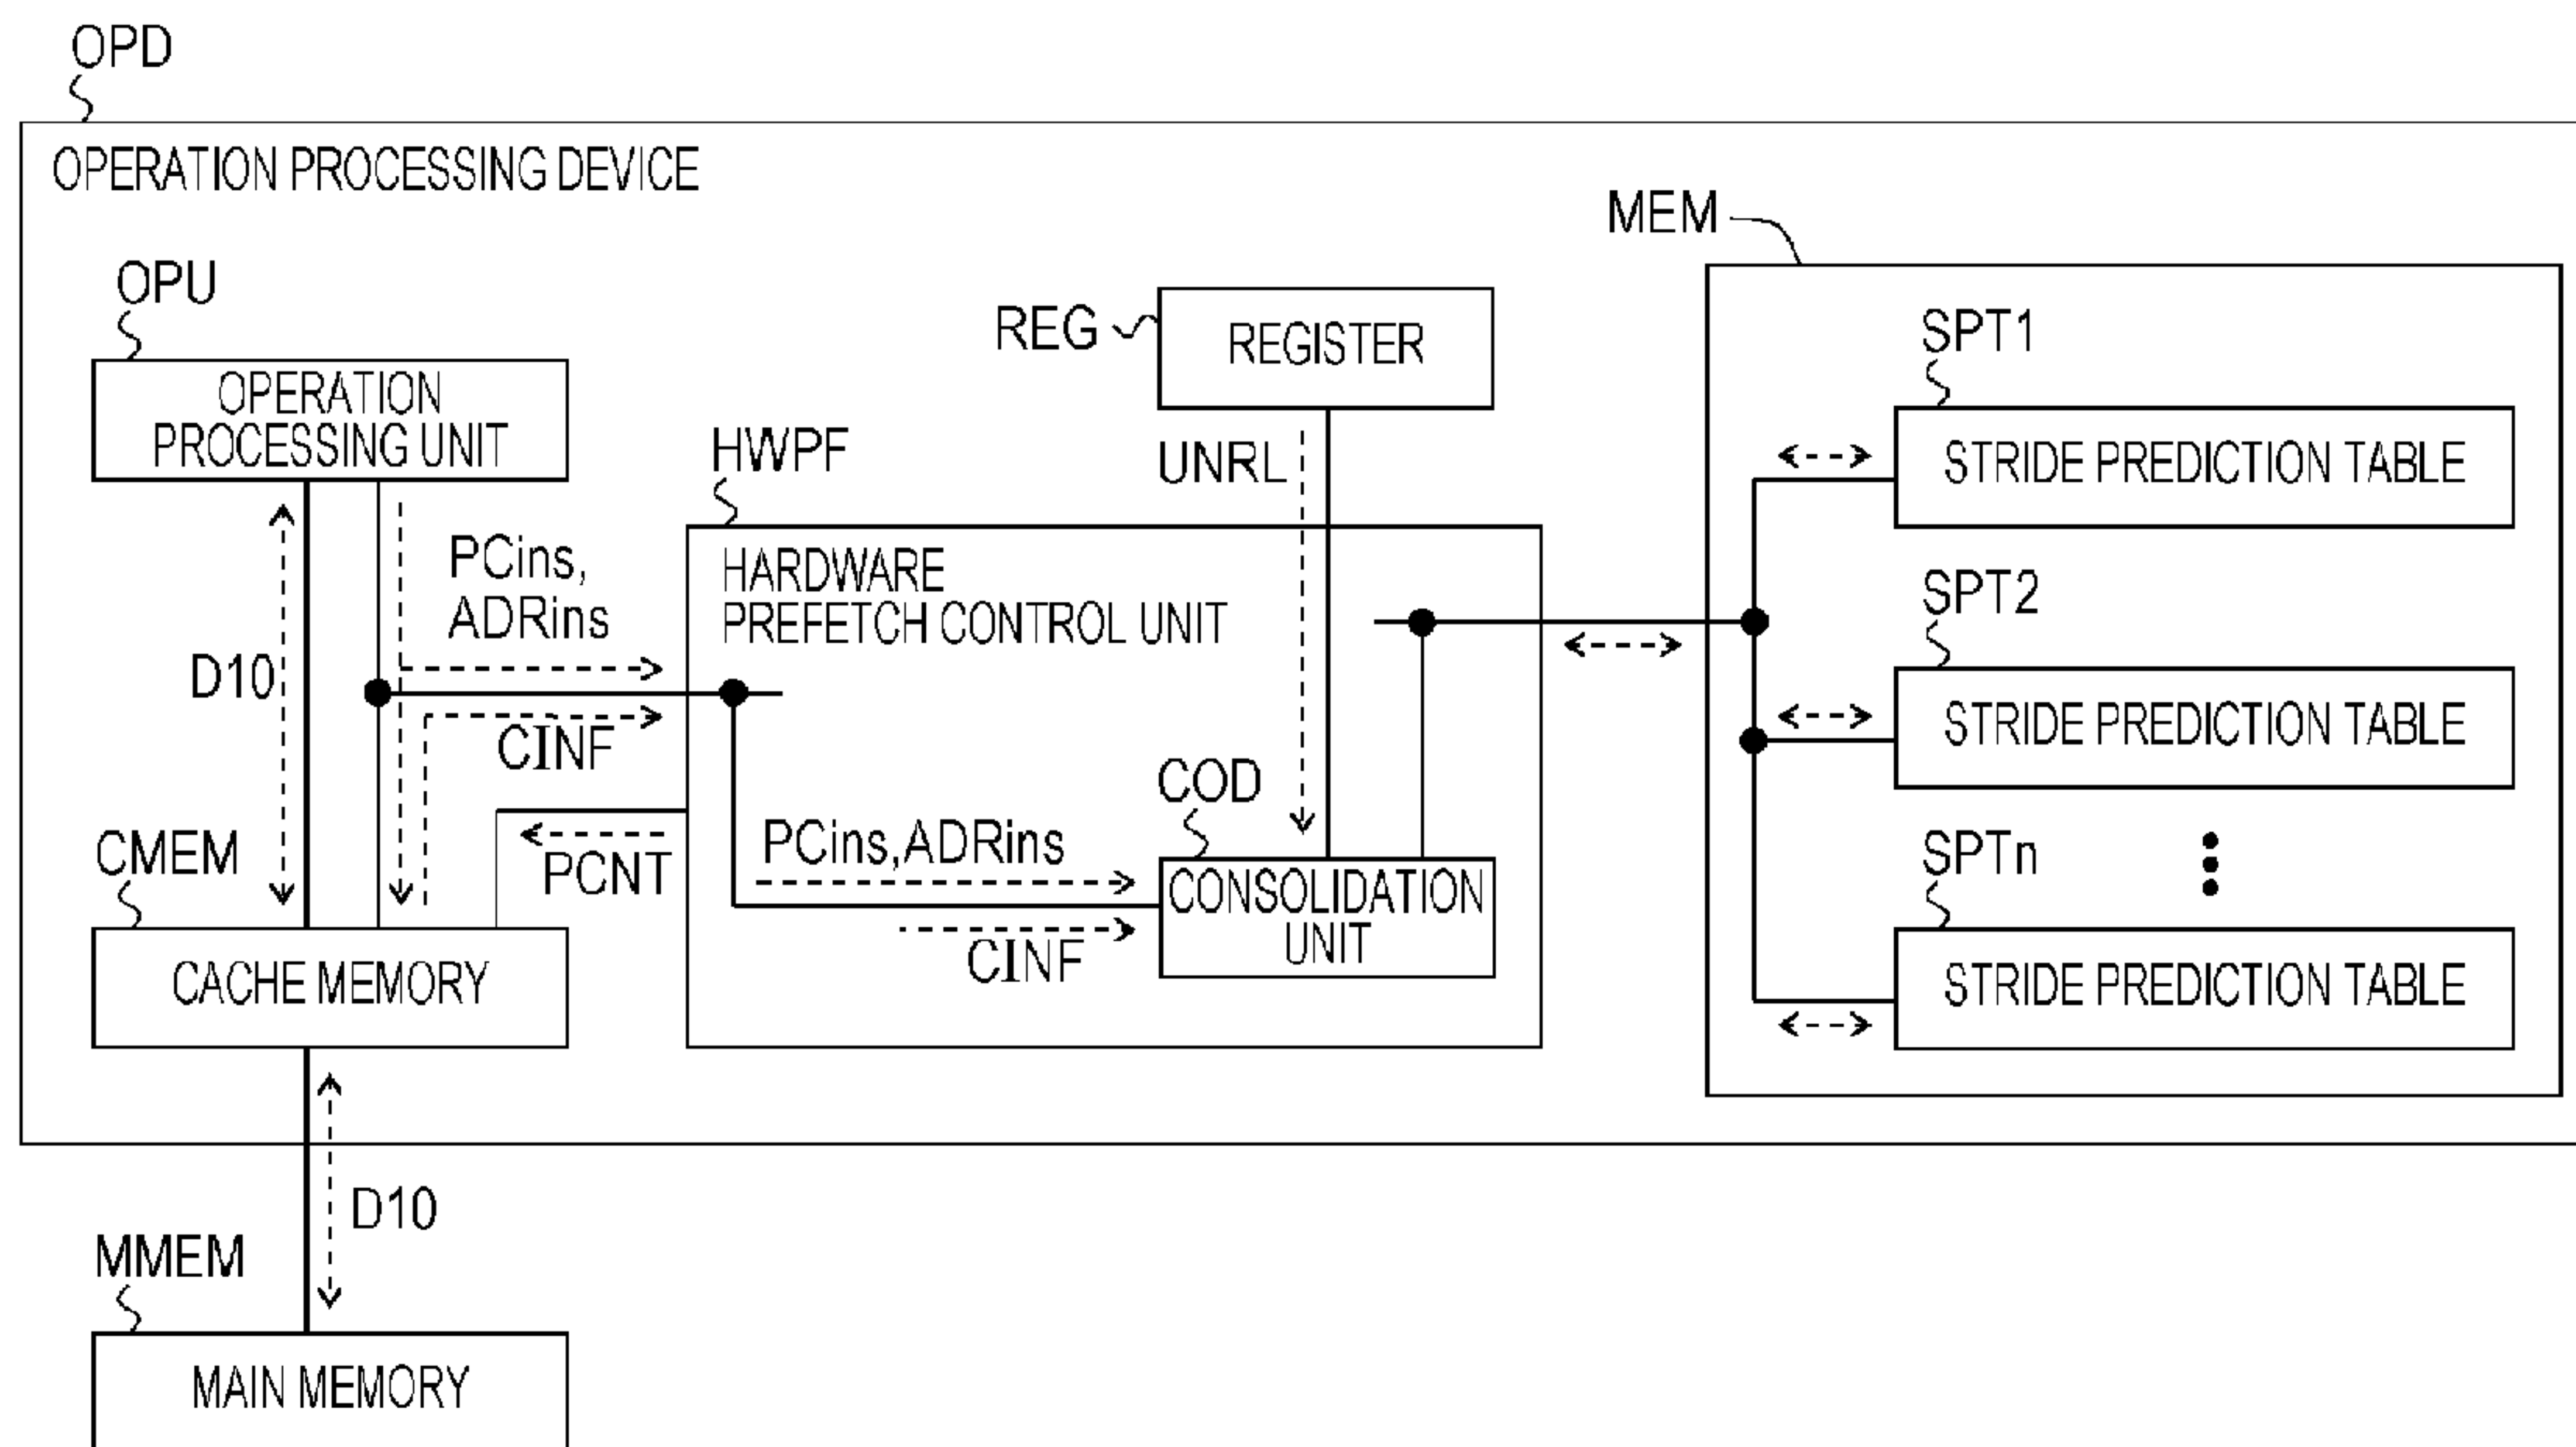 OPD
OPERATION PROCESSING DEVICE
MEM
OPU
OPERATION
PROCESSING UNIT
REG
REGISTER
SPT1
STRIDE PREDICTION TABLE
HWPF
UNRL
HARDWARE
PREFETCH CONTROL UNIT
PCins,
ADRins
D10
CINF
SPT2
STRIDE PREDICTION TABLE
COD
PCins,ADRins
CONSOLIDATION
UNIT
CINF
PCNT
CMEM
CACHE MEMORY
SPTn
STRIDE PREDICTION TABLE
D10
MMEM
MAIN MEMORY